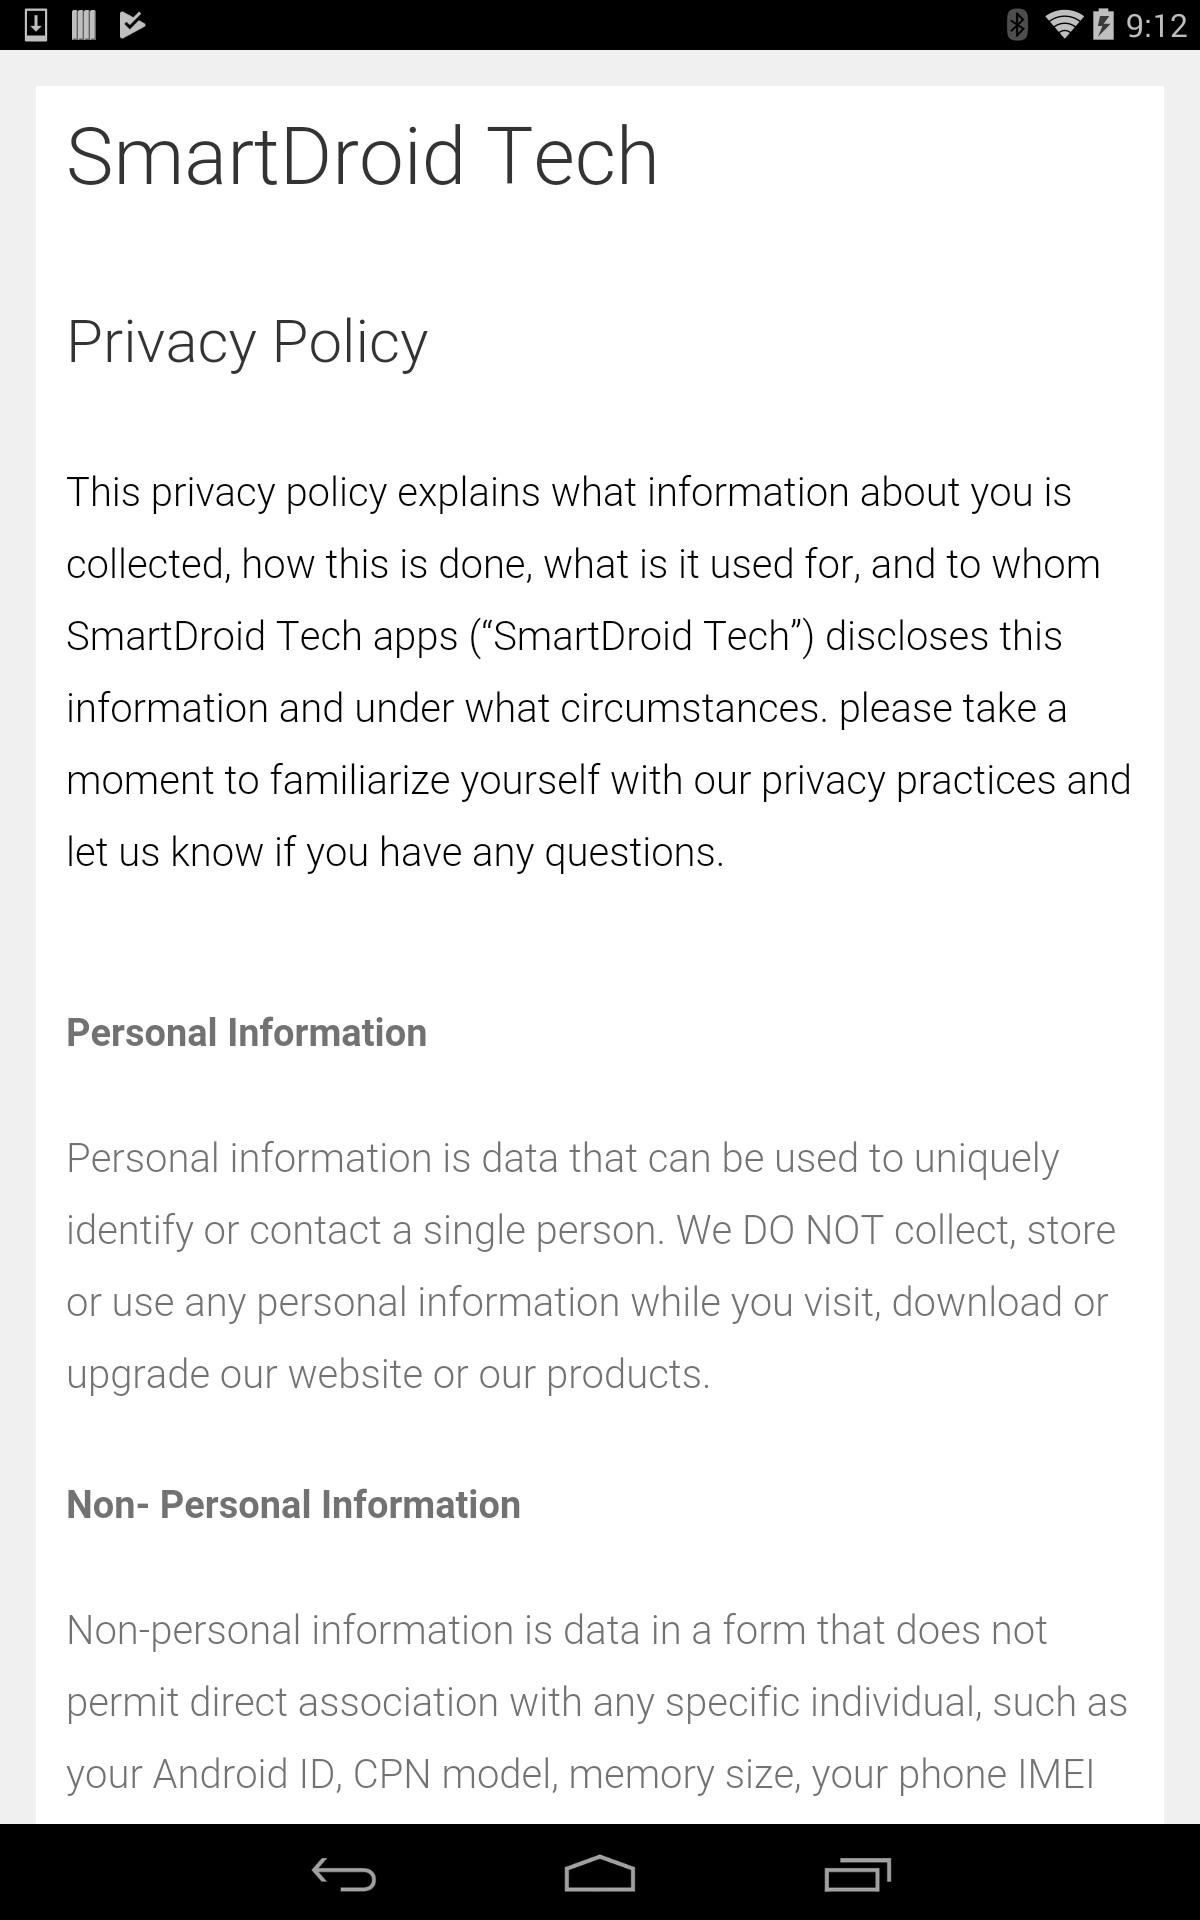 9:12
SmartDroid Tech
Privacy Policy
This privacy policy explains what information about you is
collected, how this is done, what is it used for, and to whom
SmartDroid Tech apps (“SmartDroid Tech”) discloses this
information and under what circumstances. please take a
moment to familiarize yourself with our privacy practices and
let us know if you have any questions.
Personal Information
Personal information is data that can be used to uniquely
identify or contact a single person. We DO NOT collect, store
or use any personal information while you visit, download or
upgrade our website or our products.
Non- Personal Information
Non-personal information is data in a form that does not
permit direct association with any specific individual, such as
your Android ID, CPN model, memory size, your phone IMEI